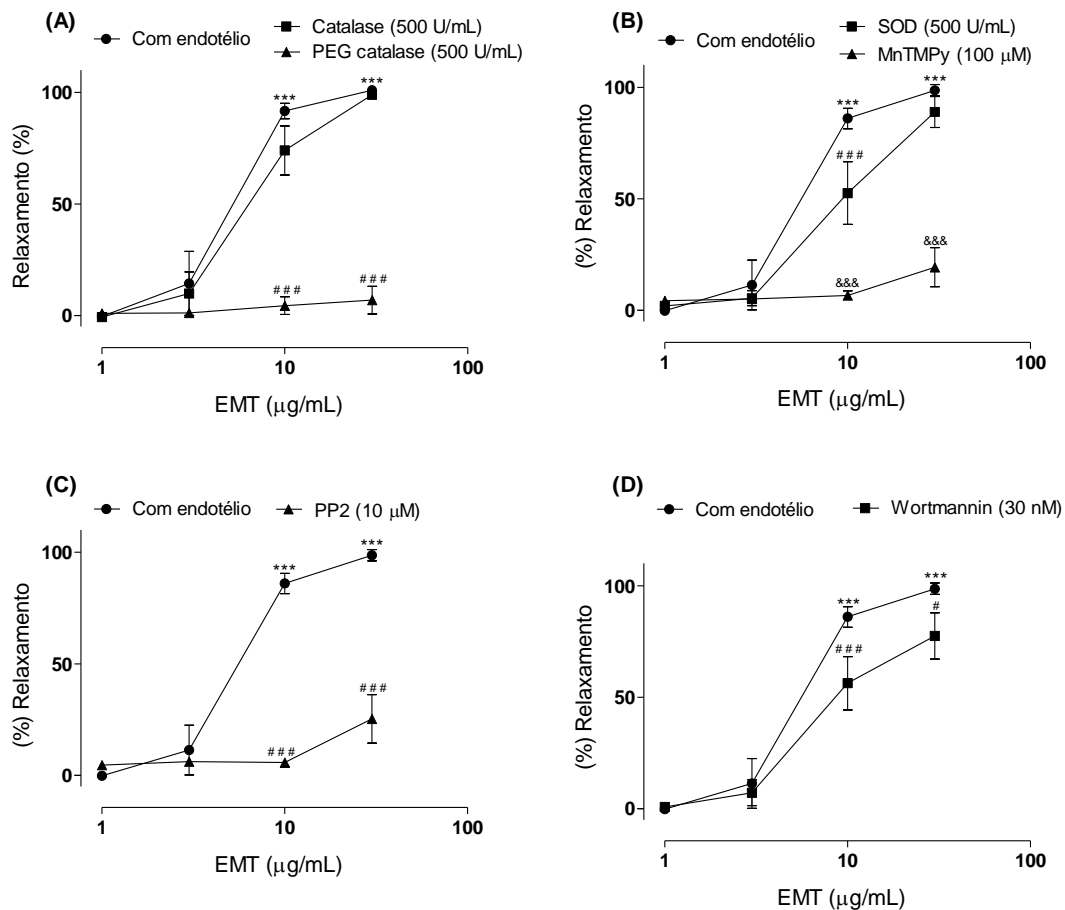 (A)
Com endotélio
Catalase (500 U/mL)
PEG catalase (500 U/mL)
Relaxamento (%)
100
50
0
***
***
# # #
# # #
1
10
100
EMT (μg/mL)
(B)
Com endotélio
SOD (500 U/mL)
MnTMPy (100 μM)
(%) Relaxamento
100
50
0
***
***
# # #
&&&
&&&
1
10
100
EMT (μg/mL)
(C)
Com endotélio
PP2 (10 μM)
(%) Relaxamento
100
50
0
***
***
# # #
# # #
1
10
100
EMT (μg/mL)
(D)
Com endotélio
Wortmannin (30 nM)
(%) Relaxamento
100
50
0
***
***
#
# # #
1
10
100
EMT (μg/mL)